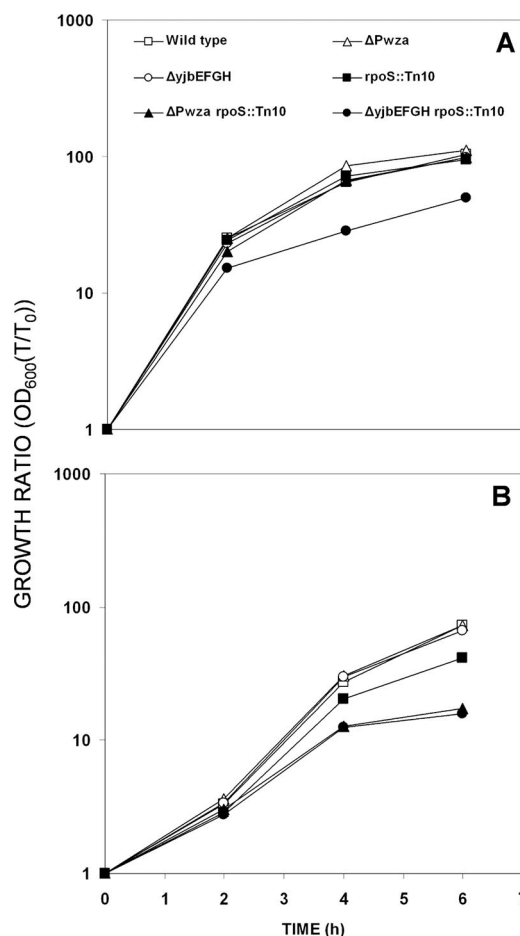 1000
A
Wild type
ΔPwza
ΔyjbEFGH
rpoS::Tn10
ΔPwza rpoS::Tn10
ΔyjbEFGH rpoS::Tn10
100
10
1
GROWTH RATIO (OD600(T/T0))
1000
B
100
10
1
0 1 2 3 4 5 6 7
TIME (h)